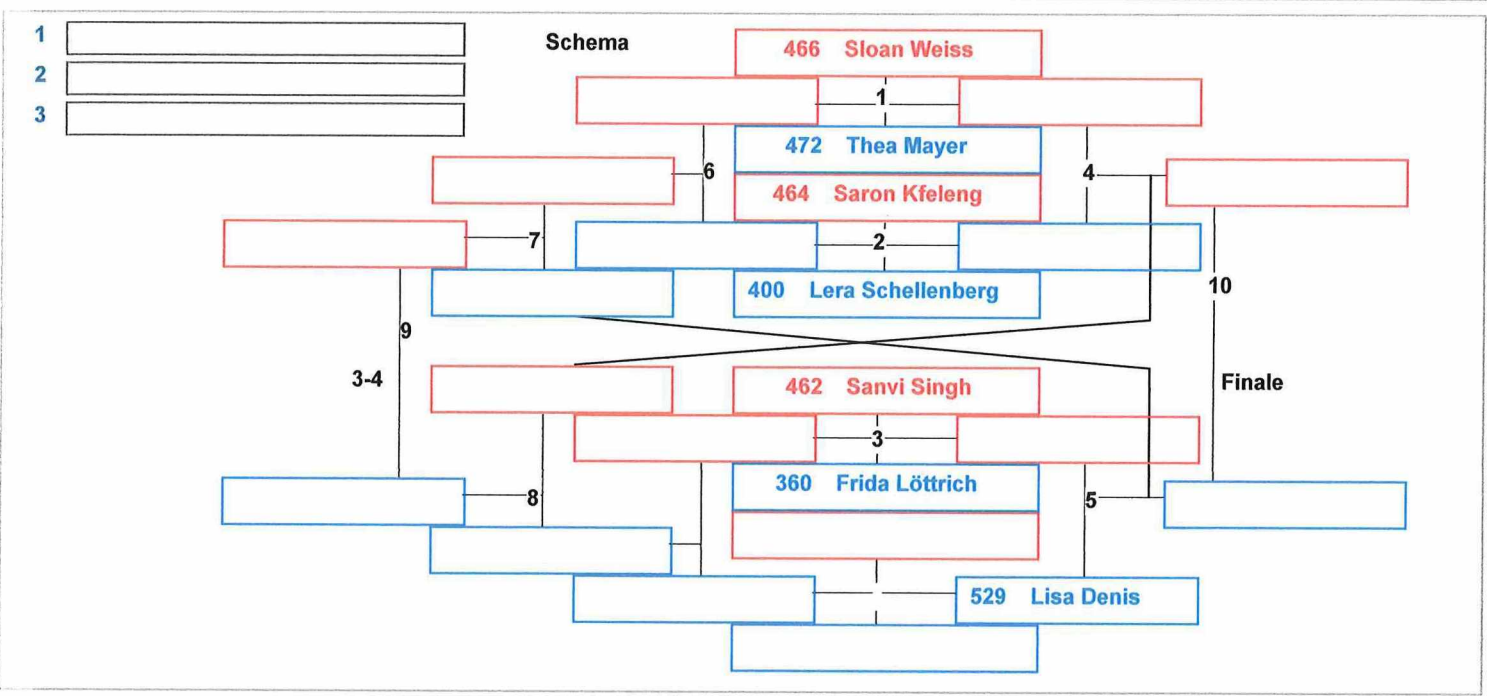 1
Schema
466 Sloan Weiss
2
1
3
472 Thea Mayer
6
4
464 Saron Kfeleng
7
2
400 Lera Schellenberg
10
9
3-4
462 Sanvi Singh
Finale
3
360 Frida Löttrich
8
5
529 Lisa Denis